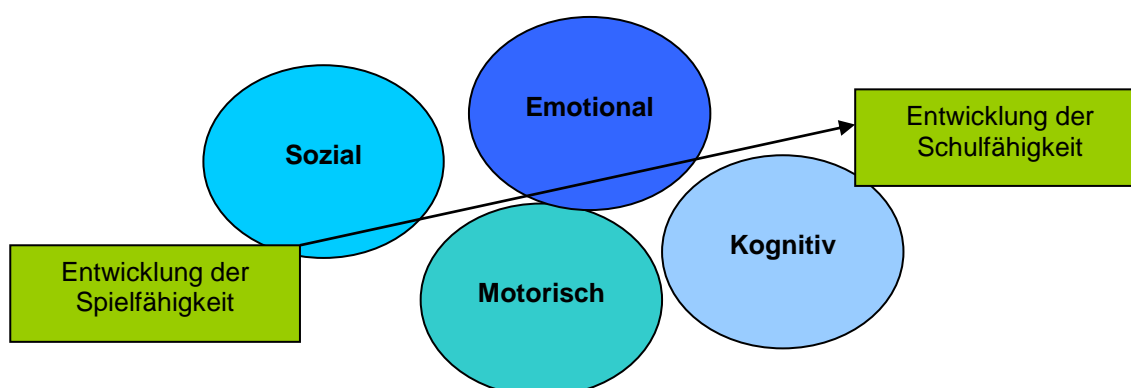 Emotional
Entwicklung der
Schulfähigkeit
Sozial
Kognitiv
Entwicklung der
Spielfähigkeit
Motorisch